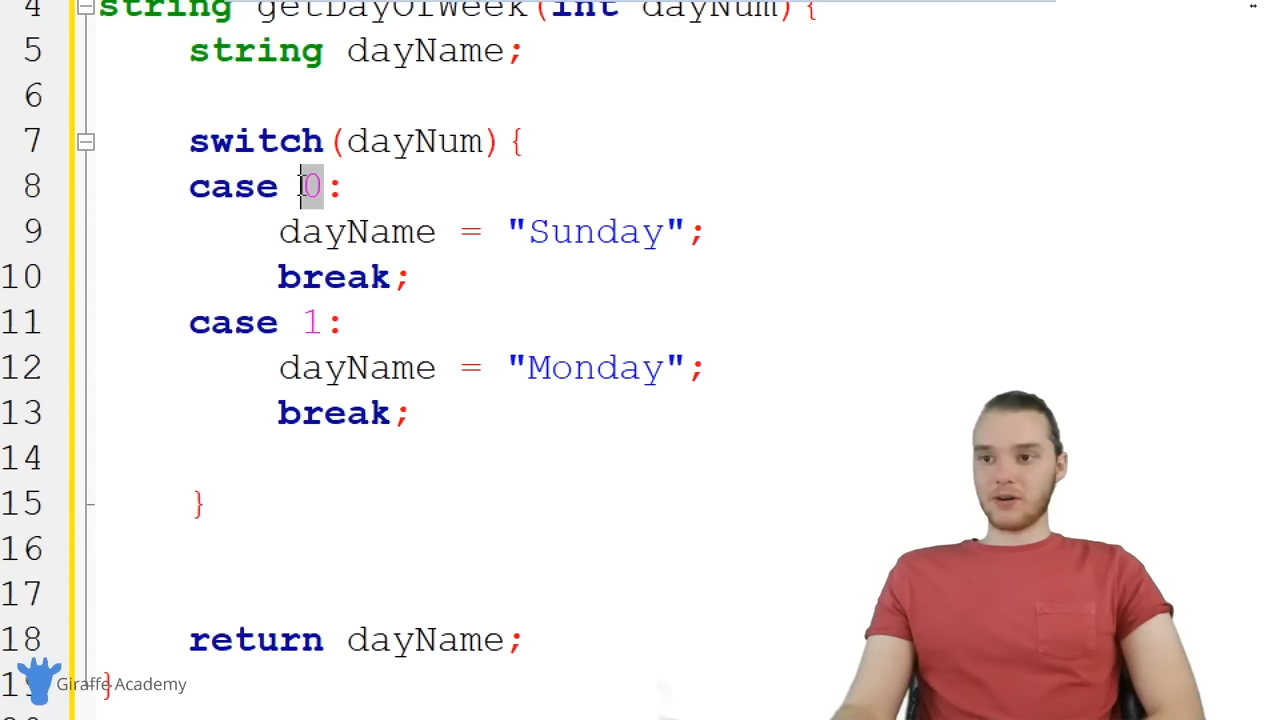 4 string getDayOfWeek(int dayNum){
5 string dayName;
6
7 switch(dayNum){
8 case 0:
9 dayName = "Sunday";
10 break;
11 case 1:
12 dayName = "Monday";
13 break;
14
15 }
16
17
18 return dayName;
19 }
Giraffe Academy